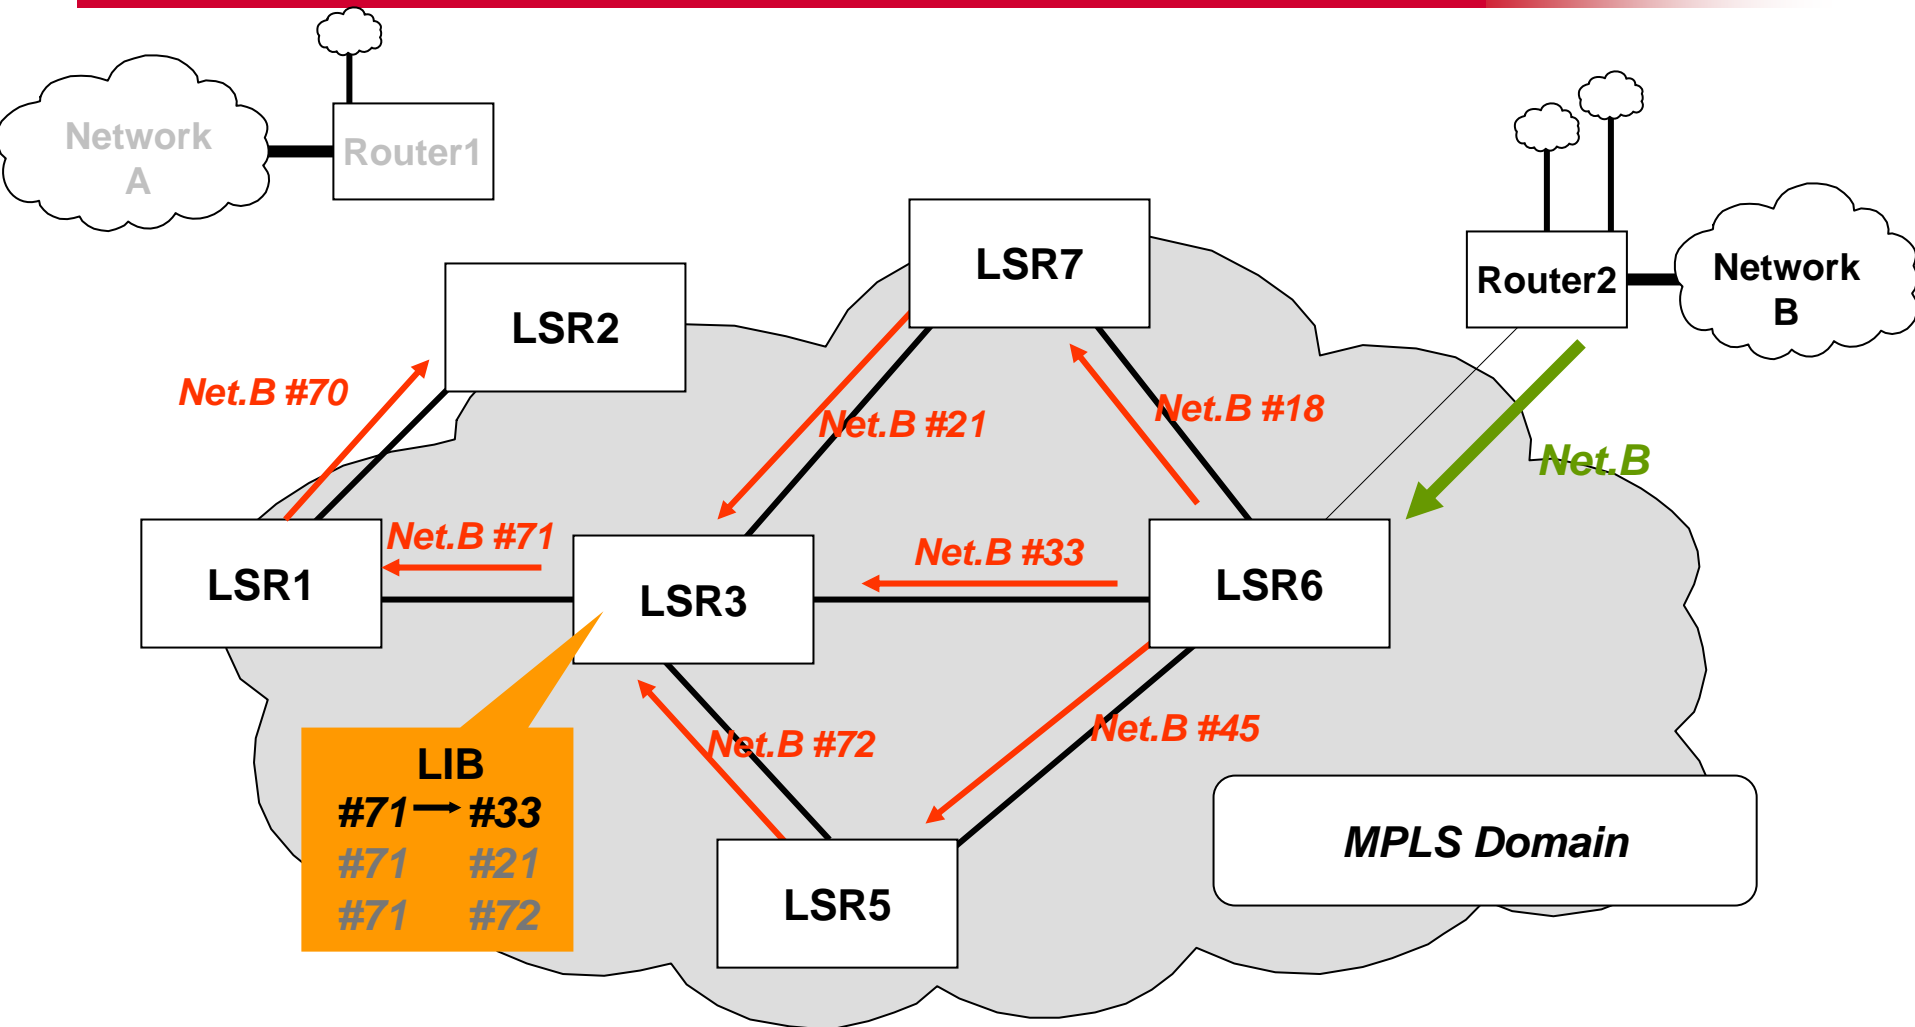 Network
A
Router1
LSR7
Router2
Network
B
LSR2
Net.B #70
Net.B #21
Net.B #18
Net.B
Net.B #71
Net.B #33
LSR1
LSR3
LSR6
Net.B #72
Net.B #45
LIB
#71 → #33
#71 #21
#71 #72
MPLS Domain
LSR5